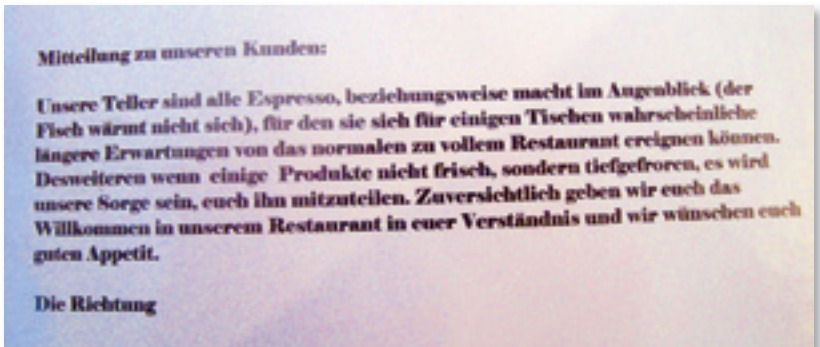 Mitteilung zu unseren Kunden:
Unsere Teller sind alle Espresso, beziehungsweise macht im Augenblick (der
Fisch wärmt nicht sich), für den sie sich für einigen Tischen wahrscheinliche
längere Erwartungen von das normalen zu vollem Restaurant ereignen können.
Desweiteren wenn einige Produkte nicht frisch, sondern tiefgefroren, es wird
unsere Sorge sein, euch ihn mitzuteilen. Zuversichtlich geben wir euch das
Willkommen in unserem Restaurant in euer Verständnis und wir wünschen euch
guten Appetit.
Die Richtung